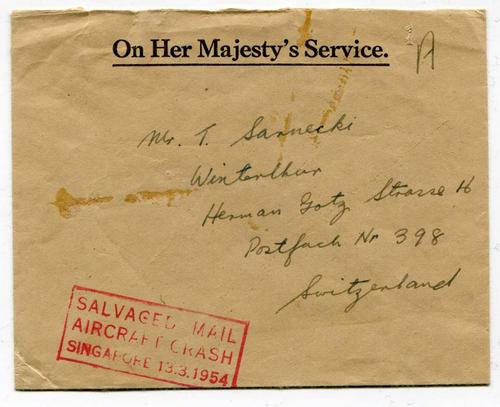 On Her Majesty's Service.
A
Mr. T. Sarnecki
Winterthur
Herman Gotz Strasse 16
Postfach Nr 398
Switzerland
SALVAGED MAIL
AIRCRAFT CRASH
SINGAPORE 13.3.1954